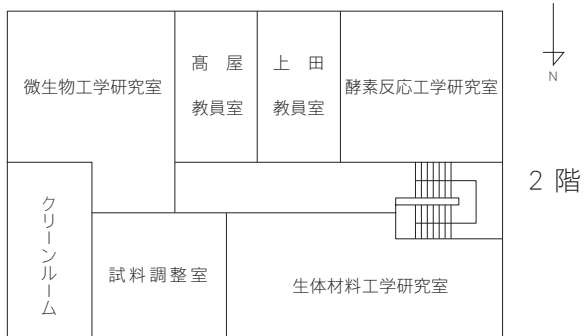 微生物工学研究室
髙 屋
教員室
上 田
教員室
酵素反応工学研究室
N
2 階
クリーンルーム
試料調整室
生体材料工学研究室